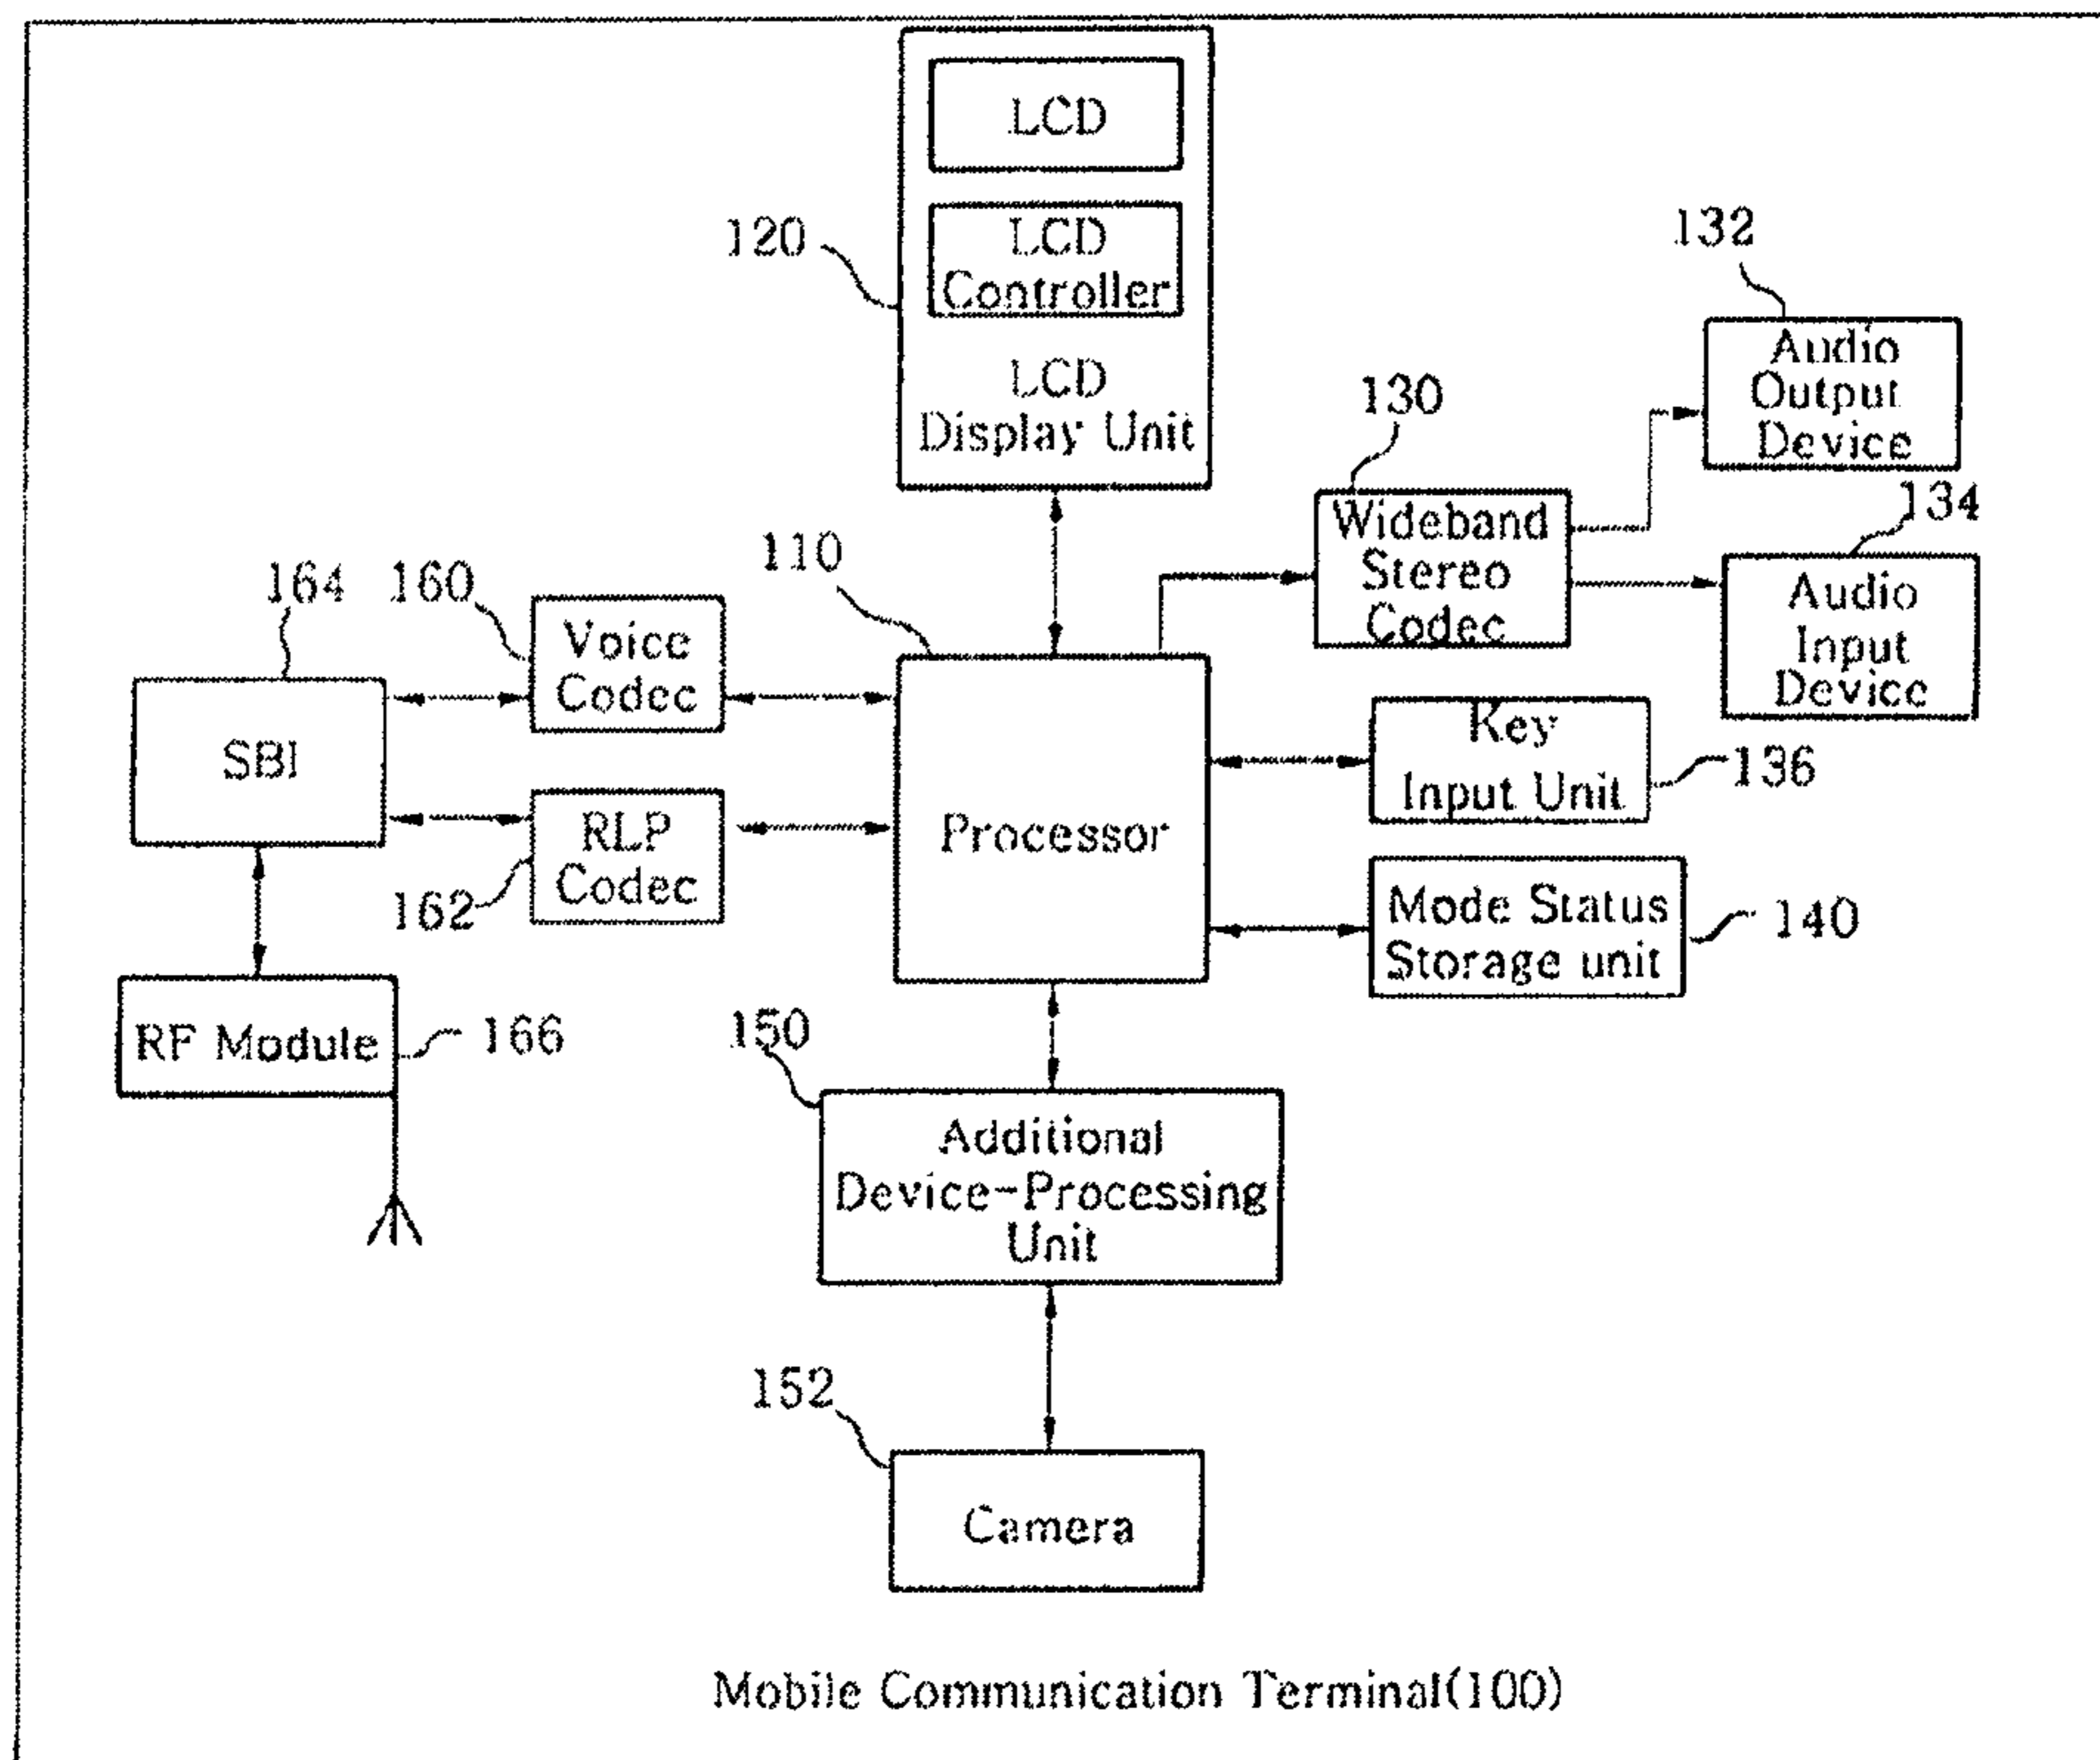 LCD
120
LCD
Controller
LCD
Display Unit
132
Audio
Output
Device
130
Wideband
Stereo
Codec
134
Audio
Input
Device
110
Processor
164
SBI
160
Voice
Codec
RLP
Codec
162
Key
Input Unit
136
Mode Status
Storage unit
140
RF Module
166
150
Additional
Device-Processing
Unit
152
Camera
Mobile Communication Terminal(100)